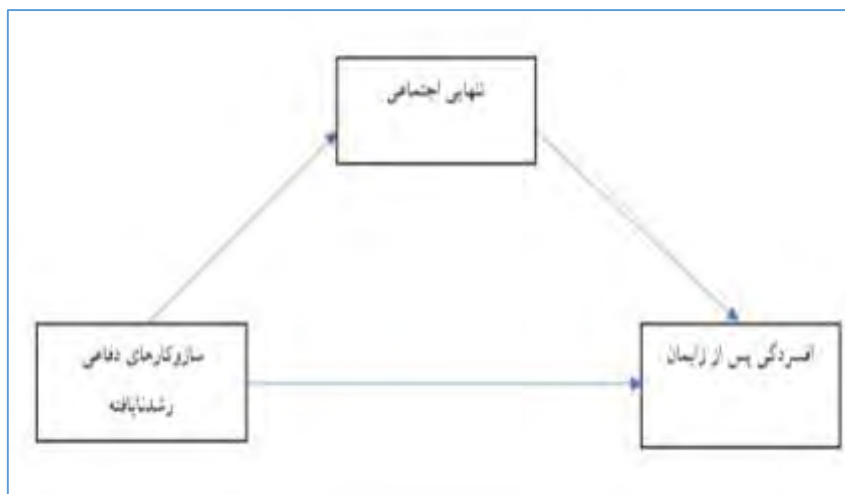 تنهایی اجتماعی
سازوکارهای دفاعی
رشدنایافته
افسردگی پس از زایمان